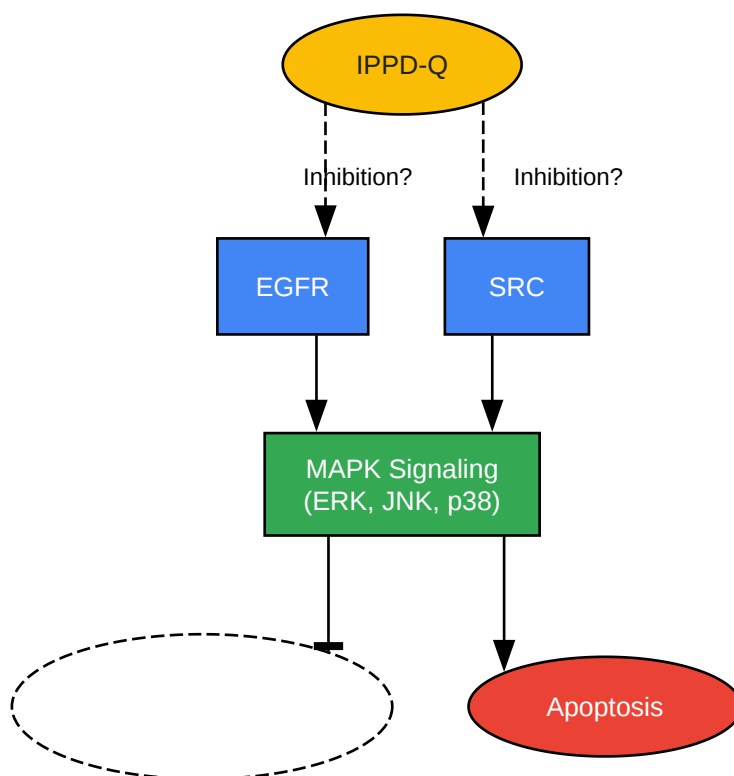 IPPD-Q
Inhibition? Inhibition?
EGFR SRC
MAPK Signaling
(ERK, JNK, p38)
Apoptosis